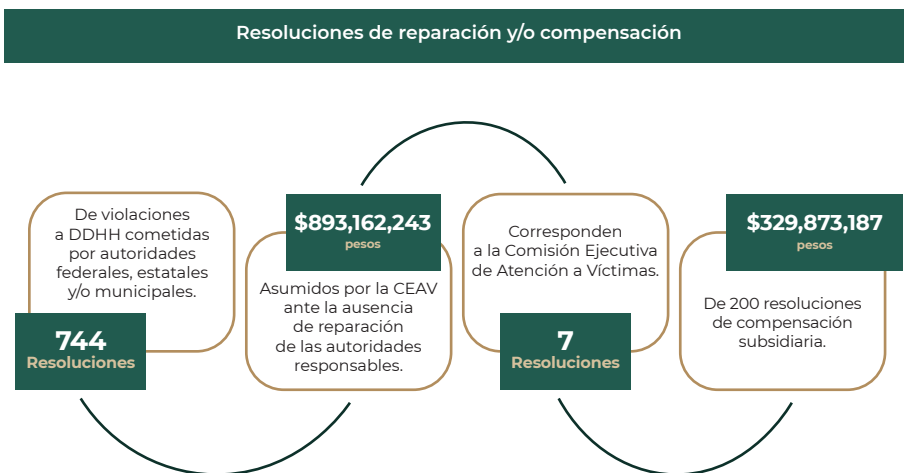 Resoluciones de reparación y/o compensación
De violaciones
a DDHH cometidas
por autoridades
federales, estatales
y/o municipales.
744
Resoluciones
$893,162,243
pesos
Asumidos por la CEAV
ante la ausencia
de reparación
de las autoridades
responsables.
Corresponden
a la Comisión Ejecutiva
de Atención a Víctimas.
7
Resoluciones
$329,873,187
pesos
De 200 resoluciones
de compensación
subsidiaria.